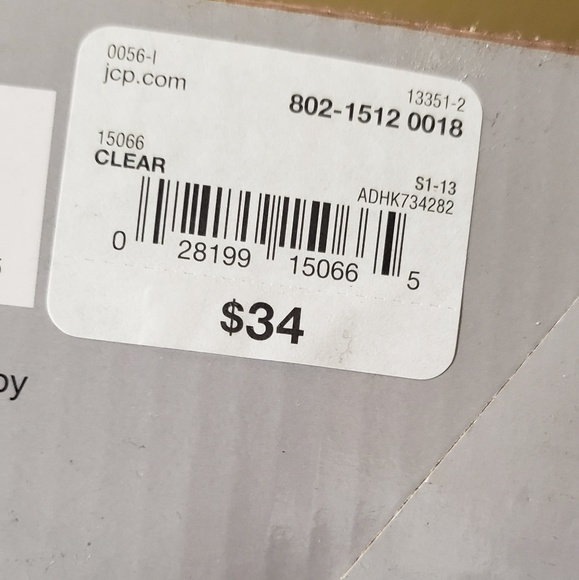 0056-I
jcp.com
13351-2
802-1512 0018
15066
CLEAR
S1-13
ADHK734282
0 28199 15066 5
$34